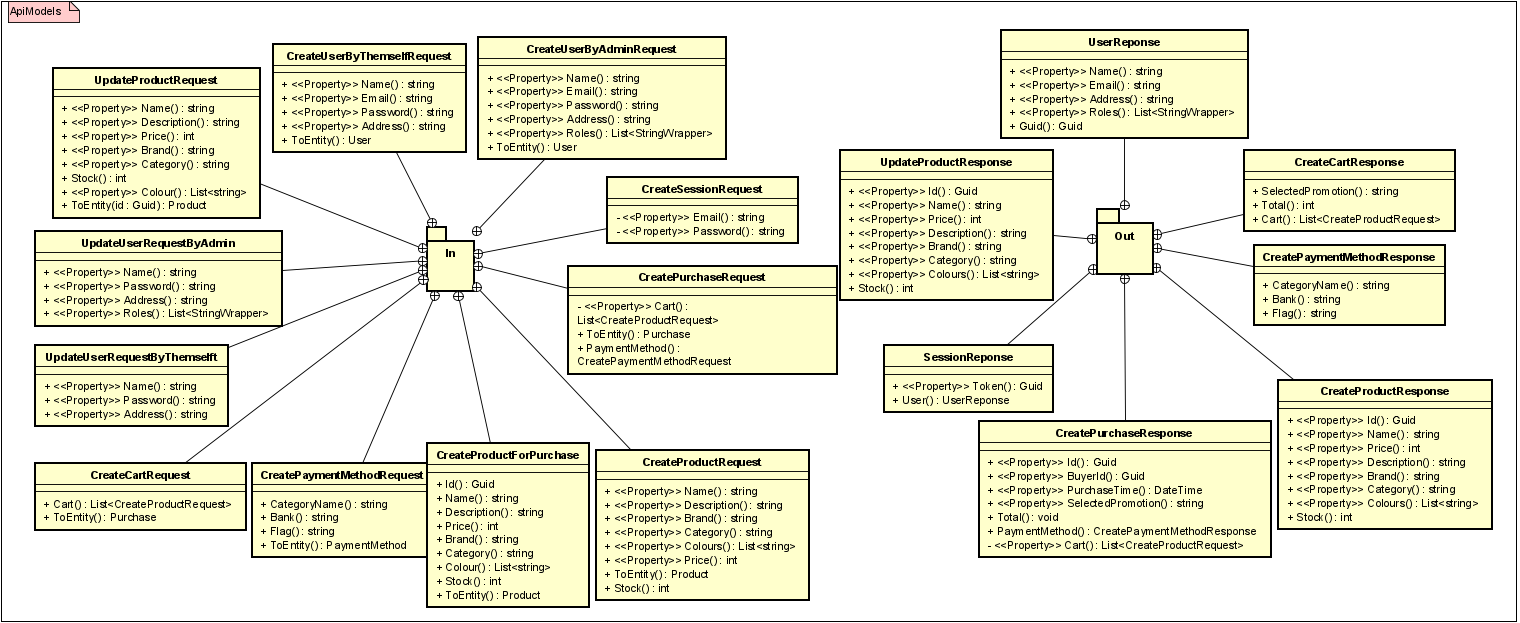 ApiModels
UpdateProductRequest
+ <<Property>> Name() : string
+ <<Property>> Description() : string
+ <<Property>> Price() : int
+ <<Property>> Brand() : string
+ <<Property>> Category() : string
+ Stock() : int
+ <<Property>> Colour() : List<string>
+ ToEntity(id : Guid) : Product
CreateUserByThemselfRequest
+ <<Property>> Name() : string
+ <<Property>> Email() : string
+ <<Property>> Password() : string
+ <<Property>> Address() : string
+ ToEntity() : User
CreateUserByAdminRequest
+ <<Property>> Name() : string
+ <<Property>> Email() : string
+ <<Property>> Password() : string
+ <<Property>> Address() : string
+ <<Property>> Roles() : List<StringWrapper>
+ ToEntity() : User
CreateSessionRequest
- <<Property>> Email() : string
- <<Property>> Password() : string
UpdateUserRequestByAdmin
+ <<Property>> Name() : string
+ <<Property>> Password() : string
+ <<Property>> Address() : string
+ <<Property>> Roles() : List<StringWrapper>
In
CreatePurchaseRequest
- <<Property>> Cart() :
List<CreateProductRequest>
+ ToEntity() : Purchase
+ PaymentMethod() :
CreatePaymentMethodRequest
UpdateUserRequestByThemselft
+ <<Property>> Name() : string
+ <<Property>> Password() : string
+ <<Property>> Address() : string
CreateCartRequest
+ Cart() : List<CreateProductRequest>
+ ToEntity() : Purchase
CreatePaymentMethodRequest
+ CategoryName() : string
+ Bank() : string
+ Flag() : string
+ ToEntity() : PaymentMethod
CreateProductForPurchase
+ Id() : Guid
+ Name() : string
+ Description() : string
+ Price() : int
+ Brand() : string
+ Category() : string
+ Colour() : List<string>
+ Stock() : int
+ ToEntity() : Product
CreateProductRequest
+ <<Property>> Name() : string
+ <<Property>> Description() : string
+ <<Property>> Brand() : string
+ <<Property>> Category() : string
+ <<Property>> Colours() : List<string>
+ <<Property>> Price() : int
+ ToEntity() : Product
+ Stock() : int
UserReponse
+ <<Property>> Name() : string
+ <<Property>> Email() : string
+ <<Property>> Address() : string
+ <<Property>> Roles() : List<StringWrapper>
+ Guid() : Guid
UpdateProductResponse
+ <<Property>> Id() : Guid
+ <<Property>> Name() : string
+ <<Property>> Price() : int
+ <<Property>> Description() : string
+ <<Property>> Brand() : string
+ <<Property>> Category() : string
+ <<Property>> Colours() : List<string>
+ Stock() : int
Out
CreateCartResponse
+ SelectedPromotion() : string
+ Total() : int
+ Cart() : List<CreateProductRequest>
CreatePaymentMethodResponse
+ CategoryName() : string
+ Bank() : string
+ Flag() : string
SessionReponse
+ <<Property>> Token() : Guid
+ User() : UserReponse
CreatePurchaseResponse
+ <<Property>> Id() : Guid
+ <<Property>> BuyerId() : Guid
+ <<Property>> PurchaseTime() : DateTime
+ <<Property>> SelectedPromotion() : string
+ Total() : void
+ PaymentMethod() : CreatePaymentMethodResponse
- <<Property>> Cart() : List<CreateProductRequest>
CreateProductResponse
+ <<Property>> Id() : Guid
+ <<Property>> Name() : string
+ <<Property>> Price() : int
+ <<Property>> Description() : string
+ <<Property>> Brand() : string
+ <<Property>> Category() : string
+ <<Property>> Colours() : List<string>
+ Stock() : int